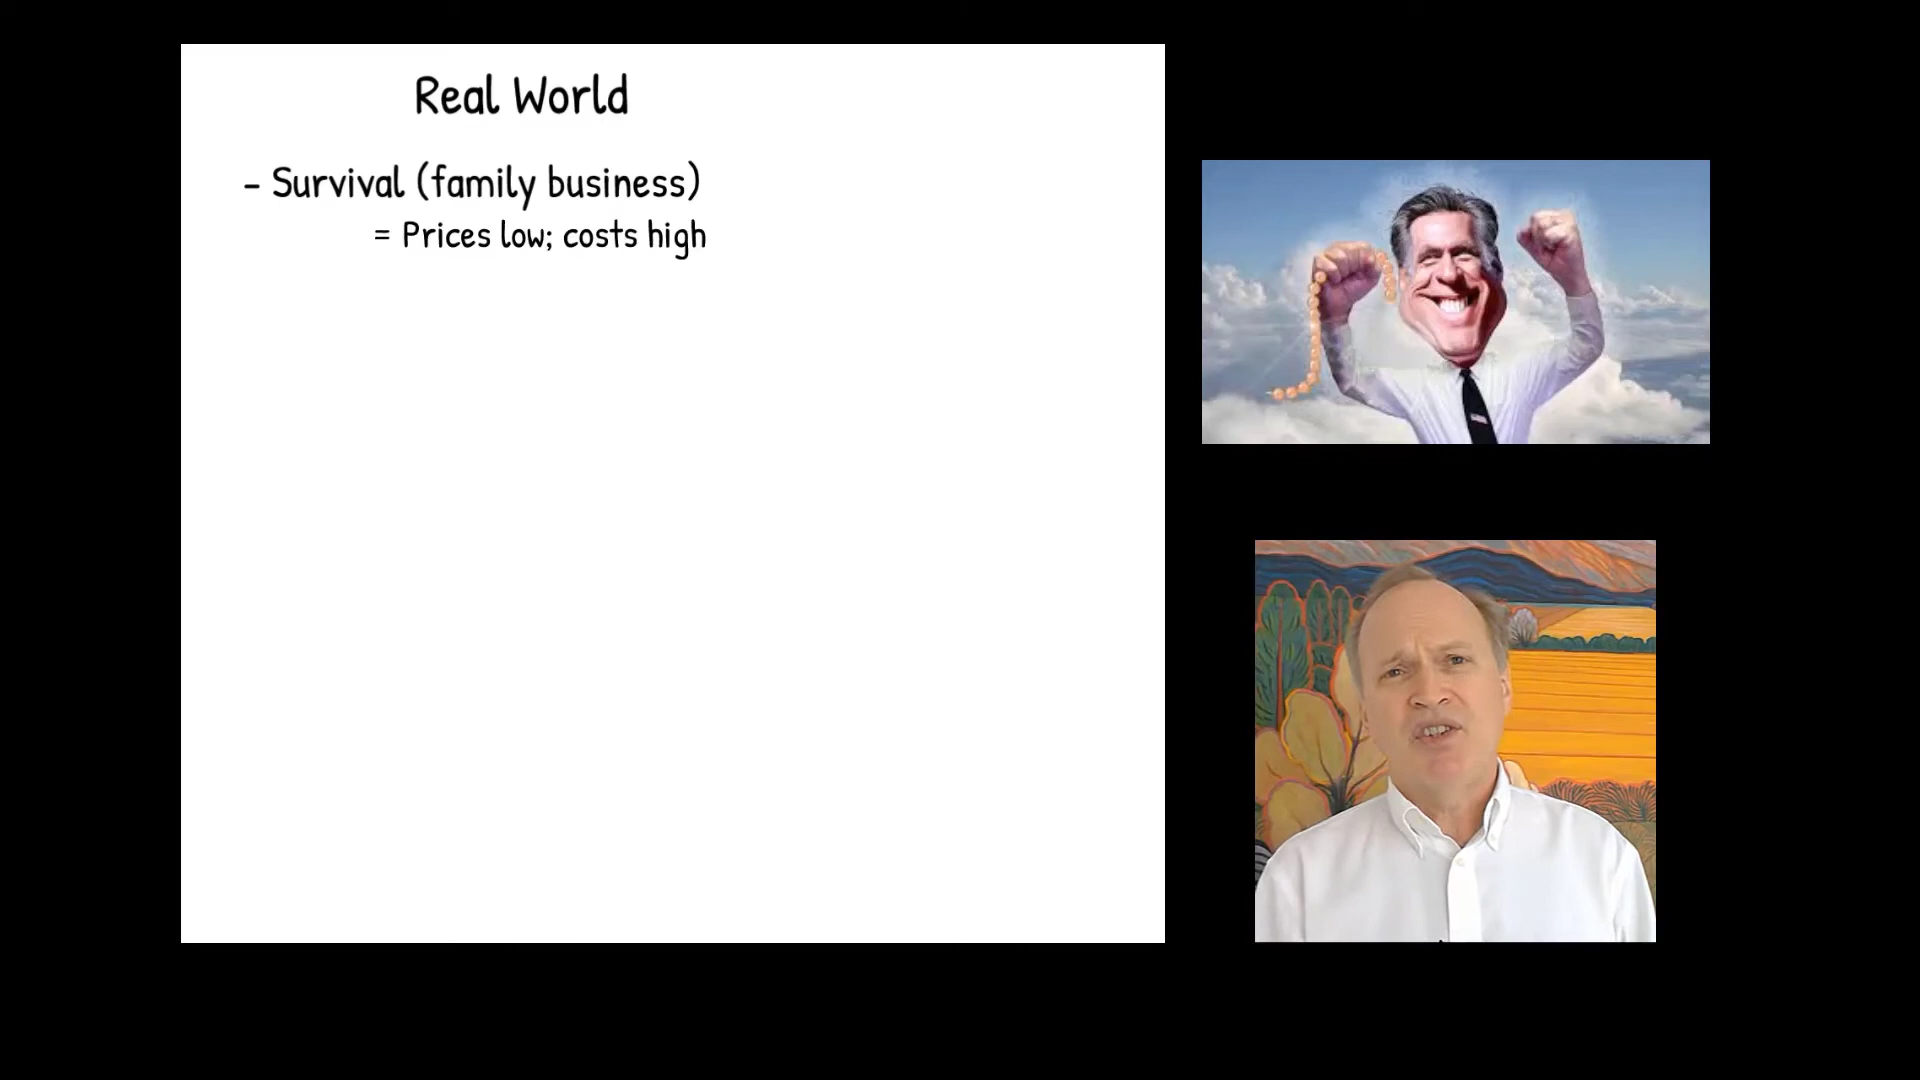 Real World
- Survival (family business)
= Prices low; costs high